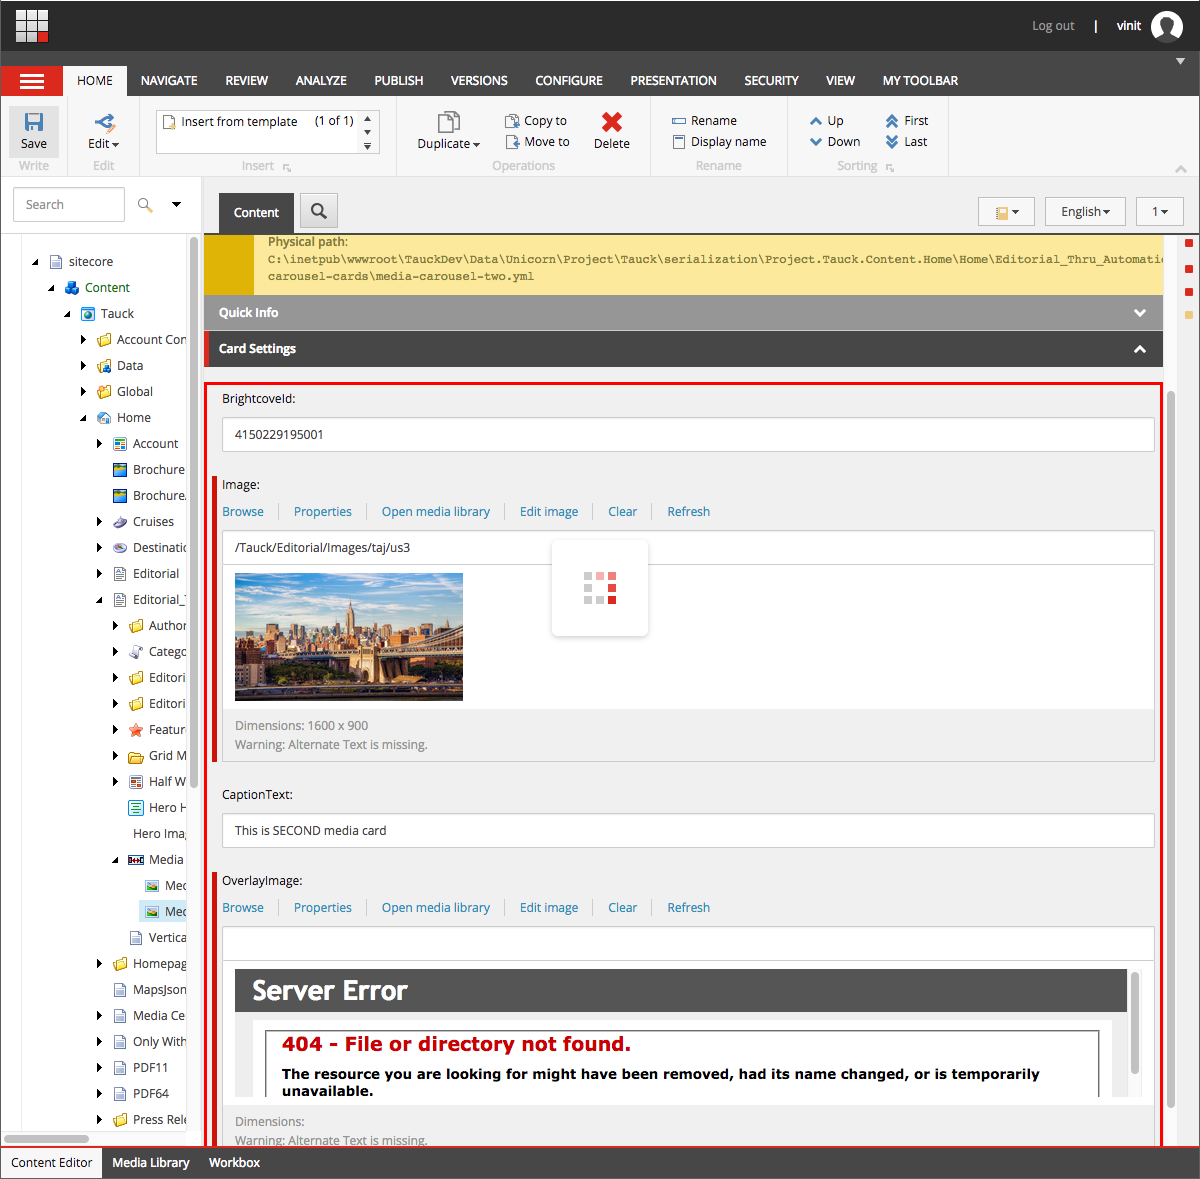 Log out | vinit
HOME NAVIGATE REVIEW ANALYZE PUBLISH VERSIONS CONFIGURE PRESENTATION SECURITY VIEW MY TOOLBAR
Save
Write
Edit
Edit
Insert from template (1 of 1)
Insert
Duplicate
Copy to
Move to
Delete
Operations
Rename
Display name
Rename
Up
Down
First
Last
Sorting
Search
sitecore
Content
Tauck
Account Con
Data
Global
Home
Account
Brochure
Brochure
Cruises
Destinatio
Editorial
Editorial_
Author
Catego
Editori
Editori
Featur
Grid M
Half W
Hero H
Hero Ima
Media
Med
Med
Vertica
Homepag
MapsJson
Media Ce
Only With
PDF11
PDF64
Press Rele
Content
English
1
Physical path:
C:\inetpub\wwwroot\TauckDev\Data\Unicorn\Project\Tauck\serialization\Project.Tauck.Content.Home\Home\Editorial_Thru_Automatic
carousel-cards\media-carousel-two.yml
Quick Info
Card Settings
BrightcoveId:
4150229195001
Image:
Browse Properties Open media library Edit image Clear Refresh
/Tauck/Editorial/Images/taj/us3
Dimensions: 1600 x 900
Warning: Alternate Text is missing.
CaptionText:
This is SECOND media card
OverlayImage:
Browse Properties Open media library Edit image Clear Refresh
Server Error
404 - File or directory not found.
The resource you are looking for might have been removed, had its name changed, or is temporarily
unavailable.
Dimensions:
Warning: Alternate Text is missing.
Content Editor Media Library Workbox